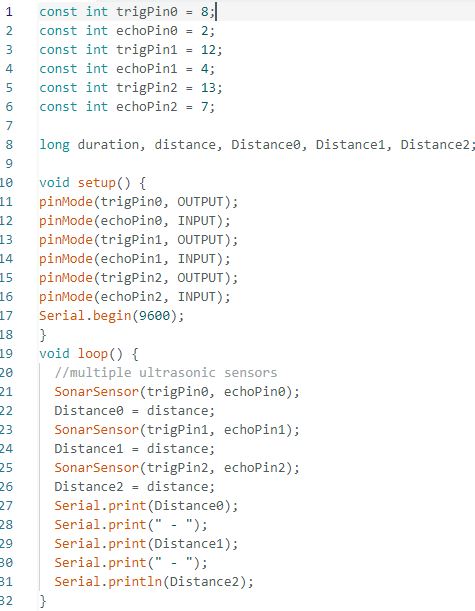 1 const int trigPin0 = 8;
2 const int echoPin0 = 2;
3 const int trigPin1 = 12;
4 const int echoPin1 = 4;
5 const int trigPin2 = 13;
6 const int echoPin2 = 7;
7
8 long duration, distance, Distance0, Distance1, Distance2;
9
10 void setup() {
11 pinMode(trigPin0, OUTPUT);
12 pinMode(echoPin0, INPUT);
13 pinMode(trigPin1, OUTPUT);
14 pinMode(echoPin1, INPUT);
15 pinMode(trigPin2, OUTPUT);
16 pinMode(echoPin2, INPUT);
17 Serial.begin(9600);
18 }
19 void loop() {
20   //multiple ultrasonic sensors
21   SonarSensor(trigPin0, echoPin0);
22   Distance0 = distance;
23   SonarSensor(trigPin1, echoPin1);
24   Distance1 = distance;
25   SonarSensor(trigPin2, echoPin2);
26   Distance2 = distance;
27   Serial.print(Distance0);
28   Serial.print(" - ");
29   Serial.print(Distance1);
30   Serial.print(" - ");
31   Serial.println(Distance2);
32 }